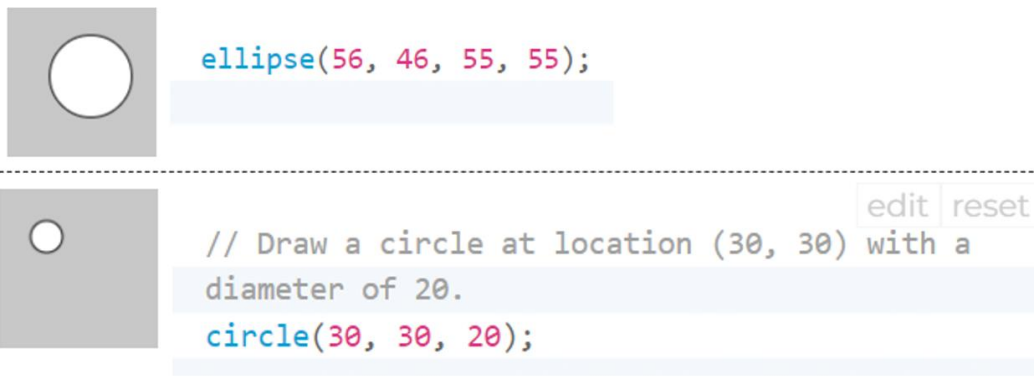 ellipse(56, 46, 55, 55);
edit reset
// Draw a circle at location (30, 30) with a
diameter of 20.
circle(30, 30, 20);